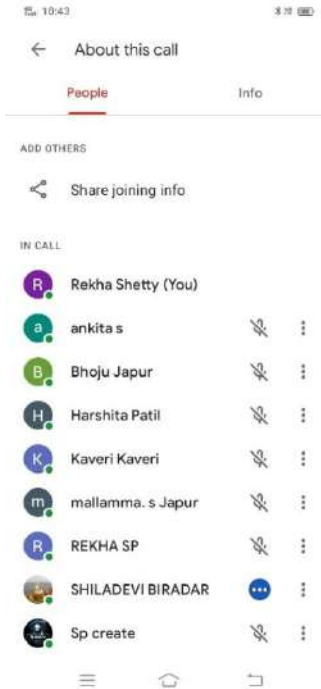 10:43
About this call
People Info
ADD OTHERS
Share joining info
IN CALL
R Rekha Shetty (You)
a ankita s
B Bhoju Japur
H Harshita Patil
K Kaveri Kaveri
m mallamma. s Japur
R REKHA SP
SHILADEVI BIRADAR
Sp create